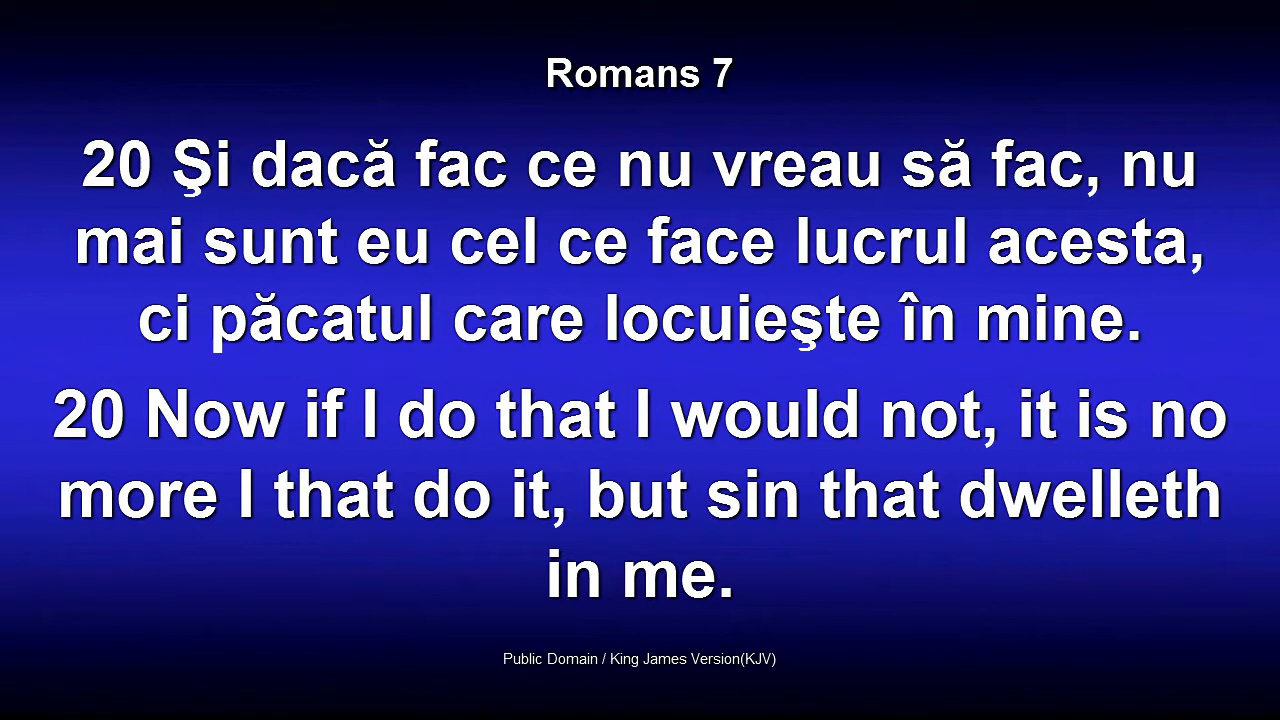 Romans 7
20 Şi dacă fac ce nu vreau să fac, nu
mai sunt eu cel ce face lucrul acesta,
ci păcatul care locuieşte în mine.
20 Now if I do that I would not, it is no
more I that do it, but sin that dwelleth
in me.
Public Domain / King James Version(KJV)